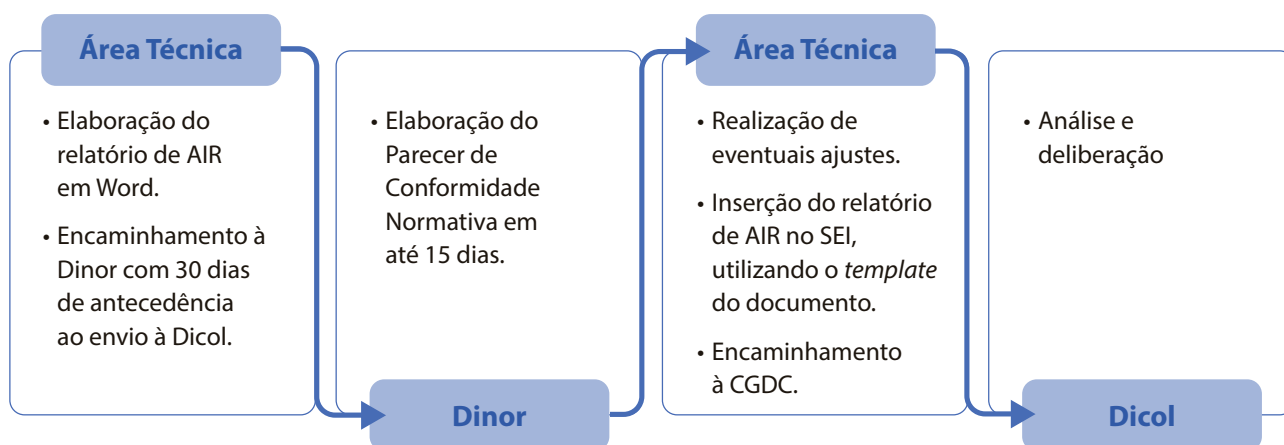 Área Técnica
• Elaboração do
relatório de AIR
em Word.
• Encaminhamento à
Dinor com 30 dias
de antecedência
ao envio à Dicol.
• Elaboração do
Parecer de
Conformidade
Normativa em
até 15 dias.
Dinor
Área Técnica
• Realização de
eventuais ajustes.
• Inserção do relatório
de AIR no SEI,
utilizando o template
do documento.
• Encaminhamento
à CGDC.
• Análise e
deliberação
Dicol